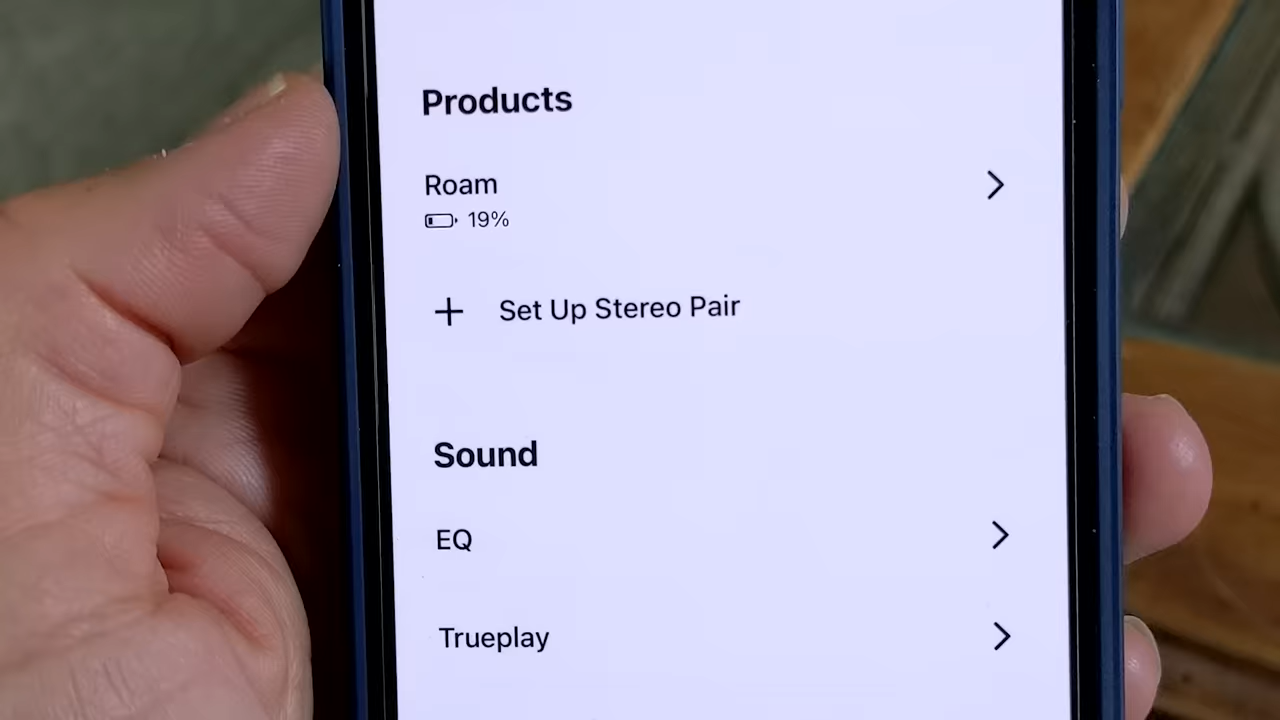 Products
Roam
19%
Set Up Stereo Pair
Sound
EQ
Trueplay